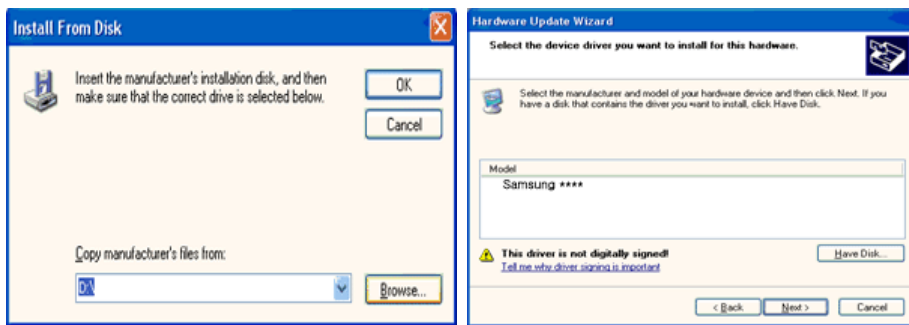 Install From Disk
Insert the manufacturer's installation disk, and then
make sure that the correct drive is selected below.
OK
Cancel
Copy manufacturer's files from:
D:\
Browse...
Hardware Update Wizard
Select the device driver you want to install for this hardware.
Select the manufacturer and model of your hardware device and then click Next. If you
have a disk that contains the driver you want to install, click Have Disk.
Model
Samsung ****
This driver is not digitally signed!
Tell me why driver signing is important
Have Disk...
< Back
Next >
Cancel